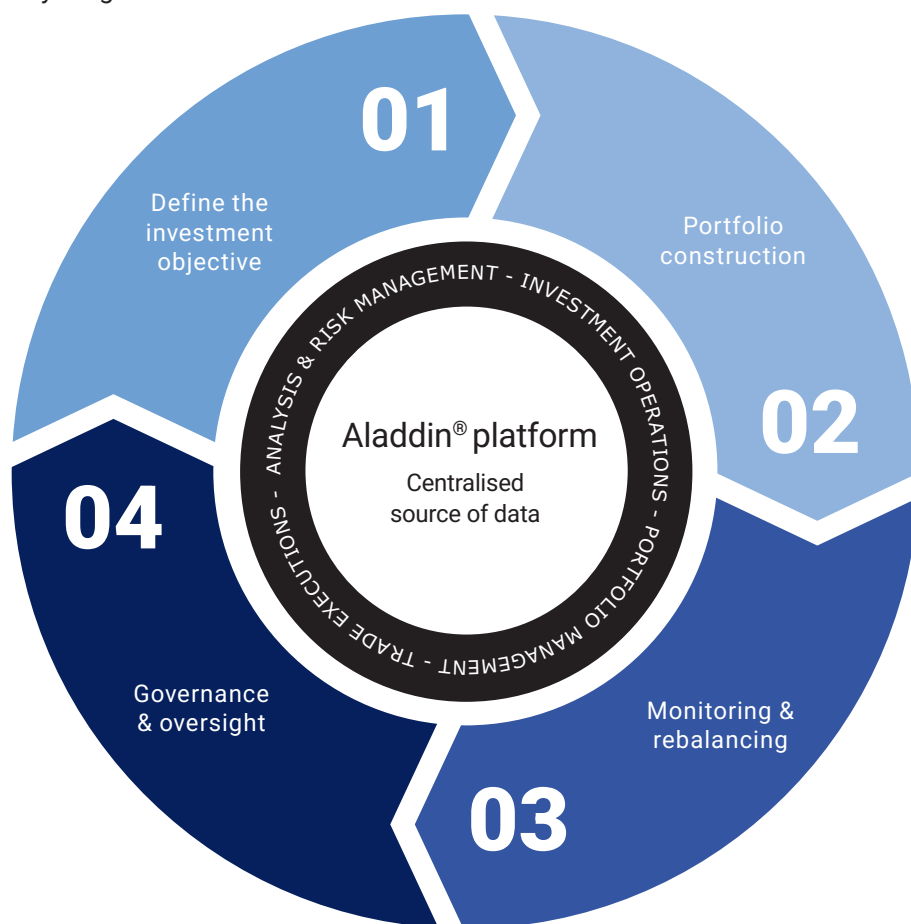 01
Define the
investment
objective
Portfolio
construction
02
Monitoring &
rebalancing
03
04
Governance
& oversight
ANALYSIS & RISK MANAGEMENT - INVESTMENT OPERATIONS - PORTFOLIO MANAGEMENT - TRADE EXECUTIONS -
Aladdin® platform
Centralised
source of data